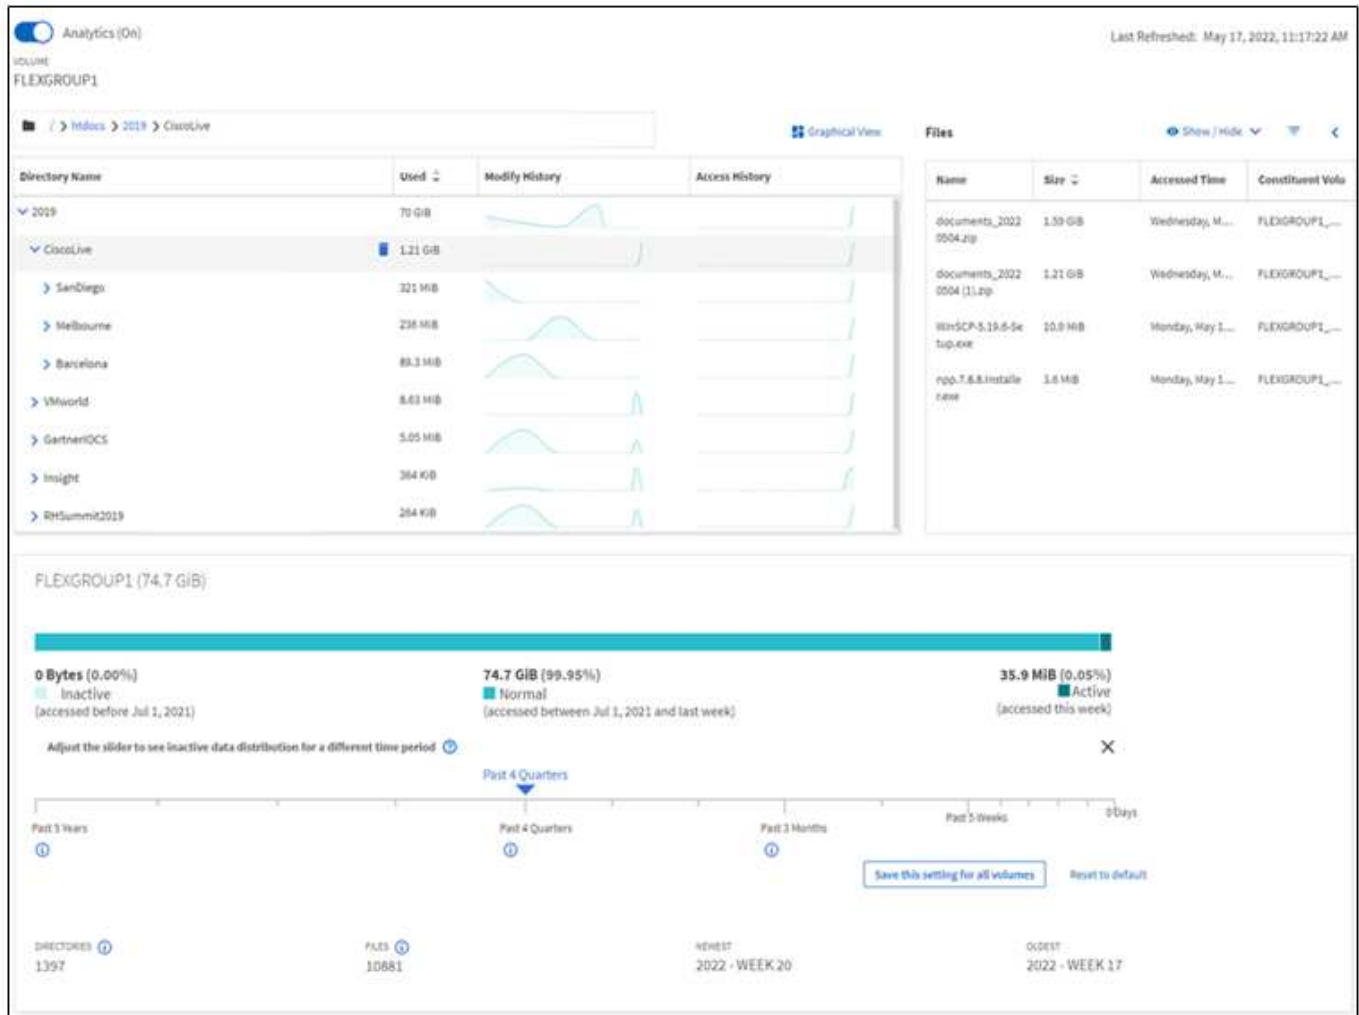 Analytics (On)
Last Refreshed: May 17, 2022, 11:17:22 AM
VOLUME
FLEXGROUP1
/ > htdocs > 2019 > CiscoLive
Graphical View
Files
Show / Hide
Directory Name Used Modify History Access History
Name Size Accessed Time Constituent Volu
2019 70 GiB
CiscoLive 1.21 GiB
SanDiego 321 MiB
Melbourne 236 MiB
Barcelona 89.3 MiB
VMworld 8.63 MiB
GartnerIOCS 5.05 MiB
Insight 364 KiB
RHSummit2019 264 KiB
documents_2022 1.59 GiB Wednesday, M... FLEXGROUP1_...
0504.zip
documents_2022 1.21 GiB Wednesday, M... FLEXGROUP1_...
0504 (1).zip
WinSCP-5.19.6-Se 10.9 MiB Monday, May 1... FLEXGROUP1_...
tup.exe
npp.7.8.8.Installe 3.6 MiB Monday, May 1... FLEXGROUP1_...
r.exe
FLEXGROUP1 (74.7 GiB)
0 Bytes (0.00%)
Inactive
(accessed before Jul 1, 2021)
74.7 GiB (99.95%)
Normal
(accessed between Jul 1, 2021 and last week)
35.9 MiB (0.05%)
Active
(accessed this week)
Adjust the slider to see inactive data distribution for a different time period
Past 4 Quarters
Past 5 Years
Past 4 Quarters
Past 3 Months
Past 5 Weeks
0 Days
Save this setting for all volumes
Reset to default
DIRECTORIES
1397
FILES
10881
NEWEST
2022 - WEEK 20
OLDEST
2022 - WEEK 17